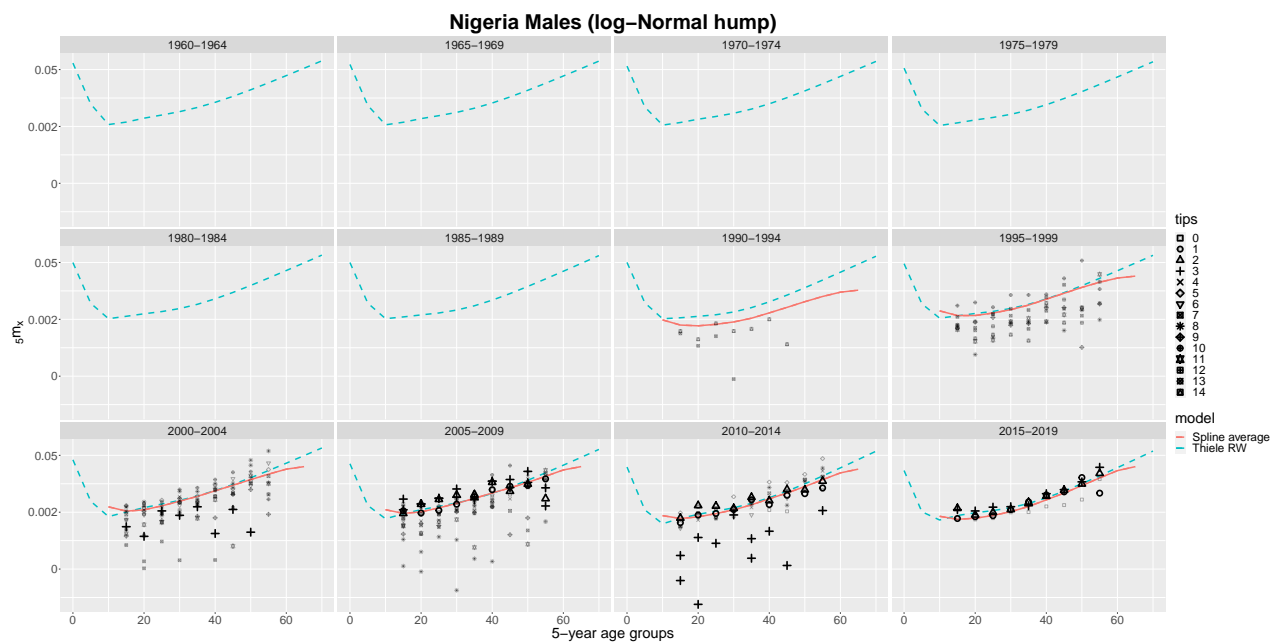 Nigeria Males (log−Normal hump)
1960−1964 1965−1969 1970−1974 1975−1979
0.05
0.002
0
1980−1984 1985−1989 1990−1994 1995−1999
0.05
0.002
0
2000−2004 2005−2009 2010−2014 2015−2019
0.05
0.002
0
0 20 40 60 0 20 40 60 0 20 40 60 0 20 40 60
5−year age groups
5mx
tips
0
1
2
3
4
5
6
7
8
9
10
11
12
13
14
model
Spline average
Thiele RW